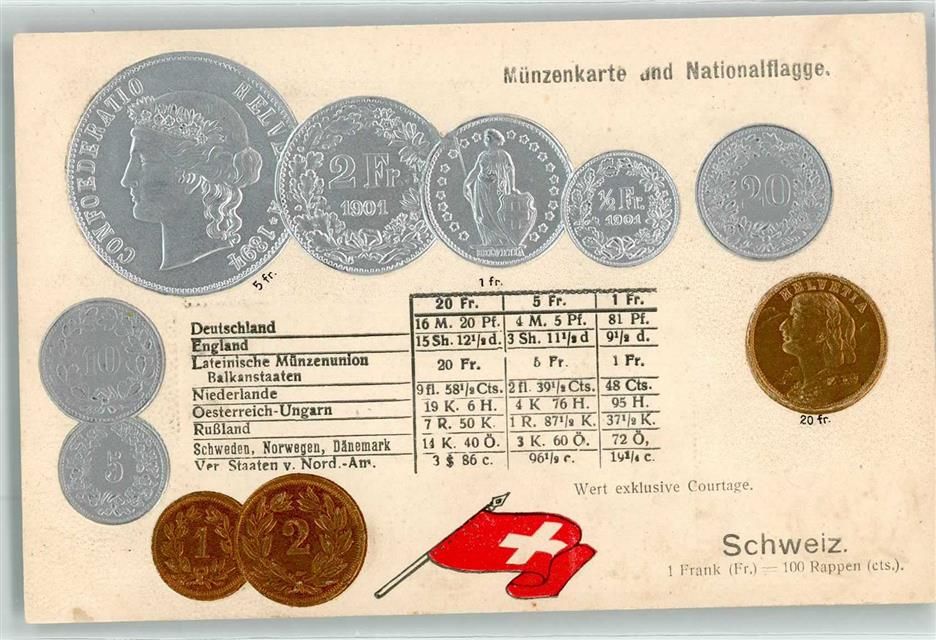 Münzenkarte und Nationalflagge.
CONFOEDERATIO HELVETICA * 1894
2 Fr.
1901
HELVETIA
½ Fr.
1901
20
5 fr.
1 fr.
10
HELVETIA
20 fr.
5
1
2
20 Fr. 5 Fr. 1 Fr.
Deutschland 16 M. 20 Pf. 4 M. 5 Pf. 81 Pf.
England 15 Sh. 12½ d. 3 Sh. 11½ d 9½ d.
Lateinische Münzenunion
Balkanstaaten 20 Fr. 5 Fr. 1 Fr.
Niederlande 9 fl. 58½ Cts. 2 fl. 39½ Cts. 48 Cts.
Oesterreich-Ungarn 19 K. 6 H. 4 K 76 H. 95 H.
Rußland 7 R. 50 K. 1 R. 87½ K. 37½ K.
Schweden, Norwegen, Dänemark 14 K. 40 Ö. 3 K. 60 Ö. 72 Ö,
Ver. Staaten v. Nord.-Am. 3 $ 86 c. 96½ c. 19¼ c.
Wert exklusive Courtage.
Schweiz.
1 Frank (Fr.) = 100 Rappen (cts.).